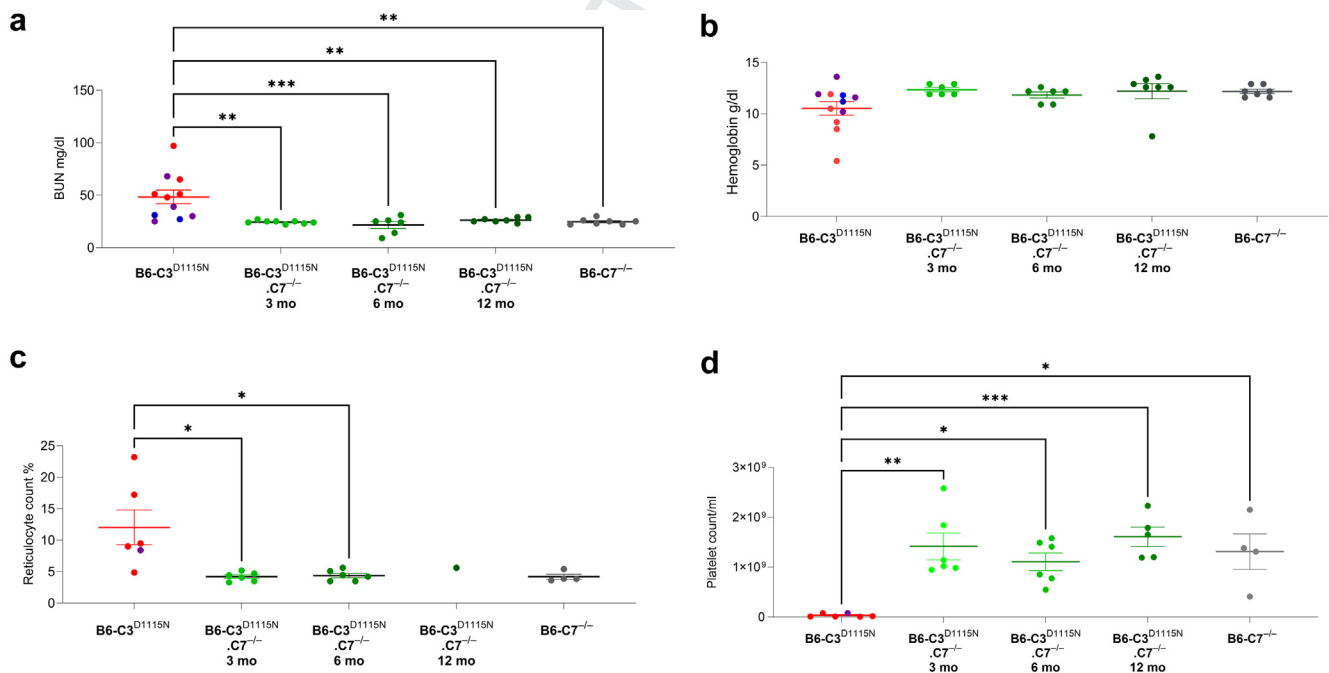 a
**
**
***
**
BUN mg/dl
150
100
50
0
B6-C3D1115N
B6-C3D1115N
.C7–/–
3 mo
B6-C3D1115N
.C7–/–
6 mo
B6-C3D1115N
.C7–/–
12 mo
B6-C7–/–
b
Hemoglobin g/dl
15
10
5
0
B6-C3D1115N
B6-C3D1115N
.C7–/–
3 mo
B6-C3D1115N
.C7–/–
6 mo
B6-C3D1115N
.C7–/–
12 mo
B6-C7–/–
c
*
*
Reticulocyte count %
25
20
15
10
5
0
B6-C3D1115N
B6-C3D1115N
.C7–/–
3 mo
B6-C3D1115N
.C7–/–
6 mo
B6-C3D1115N
.C7–/–
12 mo
B6-C7–/–
d
*
***
*
**
Platelet count/ml
3×10⁹
2×10⁹
1×10⁹
0
B6-C3D1115N
B6-C3D1115N
.C7–/–
3 mo
B6-C3D1115N
.C7–/–
6 mo
B6-C3D1115N
.C7–/–
12 mo
B6-C7–/–